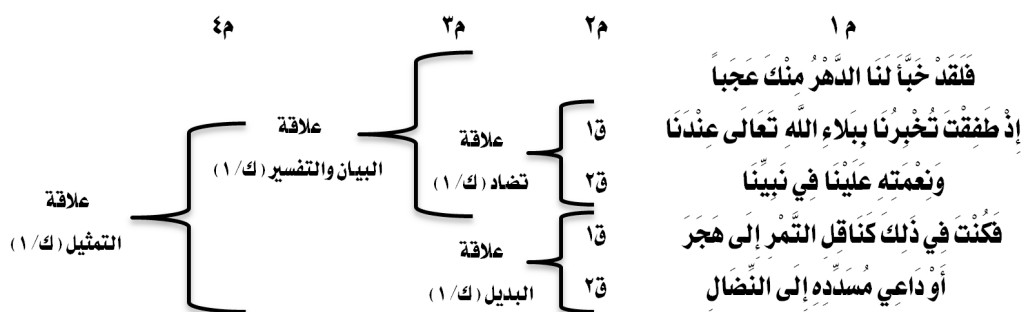 م ١ م٢ م٣ م٤
فَلَقَدْ خَبَّأَ لَنَا الدَّهْرُ مِنْكَ عَجَباً
إِذْ طَفِقْتَ تُخْبِرُنَا بِبَلاءِ اللَّهِ تَعَالَى عِنْدَنَا
وَنِعْمَتِهِ عَلَيْنَا فِي نَبِيِّنَا
فَكُنْتَ فِي ذَلِكَ كَنَاقِلِ التَّمْرِ إِلَى هَجَرَ
أَوْ دَاعِي مُسَدِّدِهِ إِلَى النِّضَالِ
ق١
ق٢
ق١
ق٢
علاقة
تضاد (ك/١)
علاقة
البديل (ك/١)
علاقة
البيان والتفسير (ك/١)
علاقة
التمثيل (ك/١)